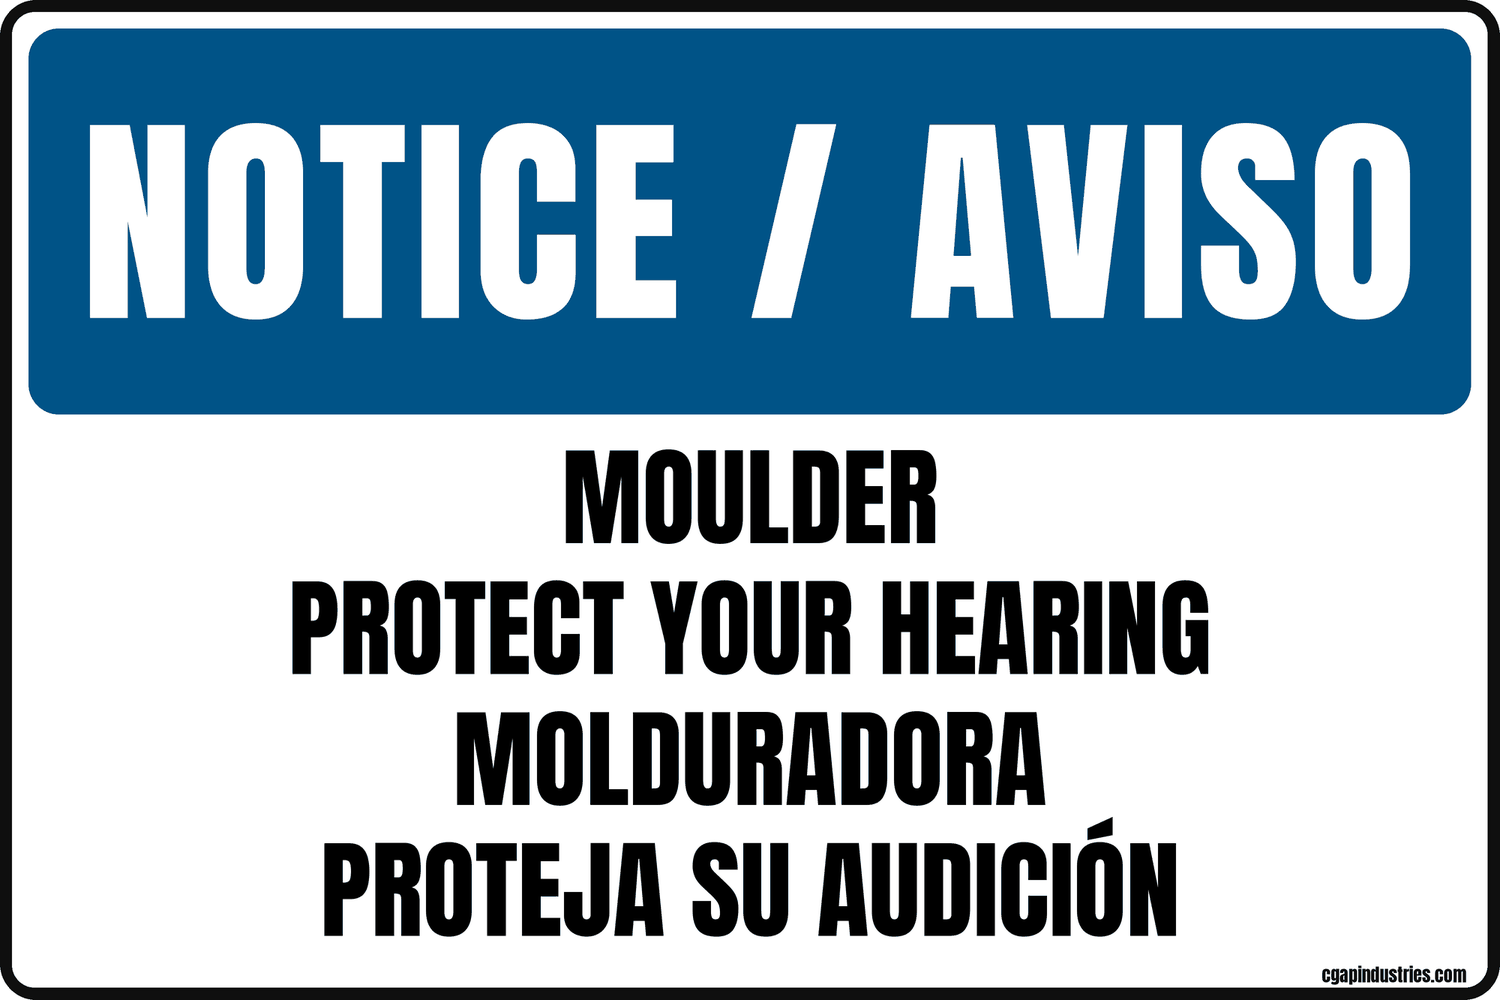 NOTICE / AVISO
MOULDER
PROTECT YOUR HEARING
MOLDURADORA
PROTEJA SU AUDICIÓN
cgapindustries.com